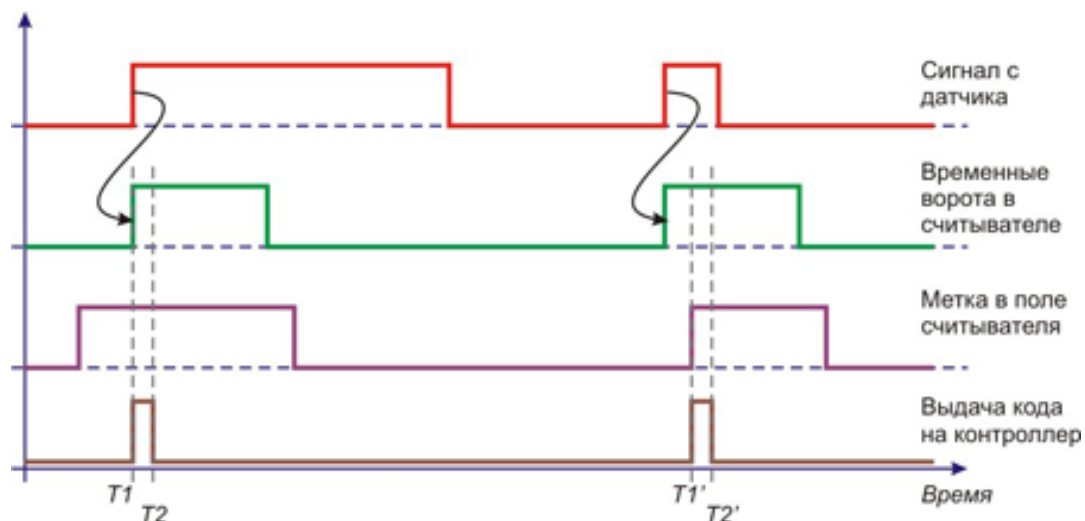 Сигнал с
датчика
Временные
ворота в
считывателе
Метка в поле
считывателя
Выдача кода
на контроллер
T1
T2
T1’
T2’
Время